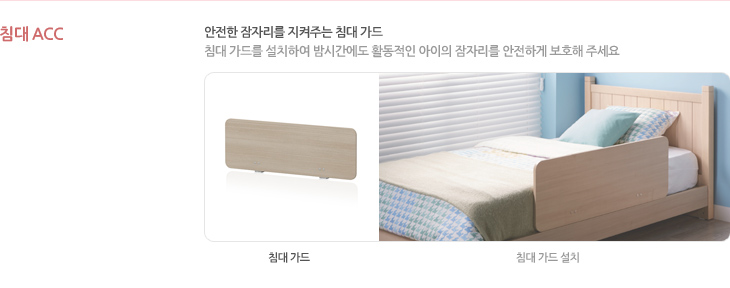 침대 ACC
안전한 잠자리를 지켜주는 침대 가드
침대 가드를 설치하여 밤시간에도 활동적인 아이의 잠자리를 안전하게 보호해 주세요
침대 가드
침대 가드 설치